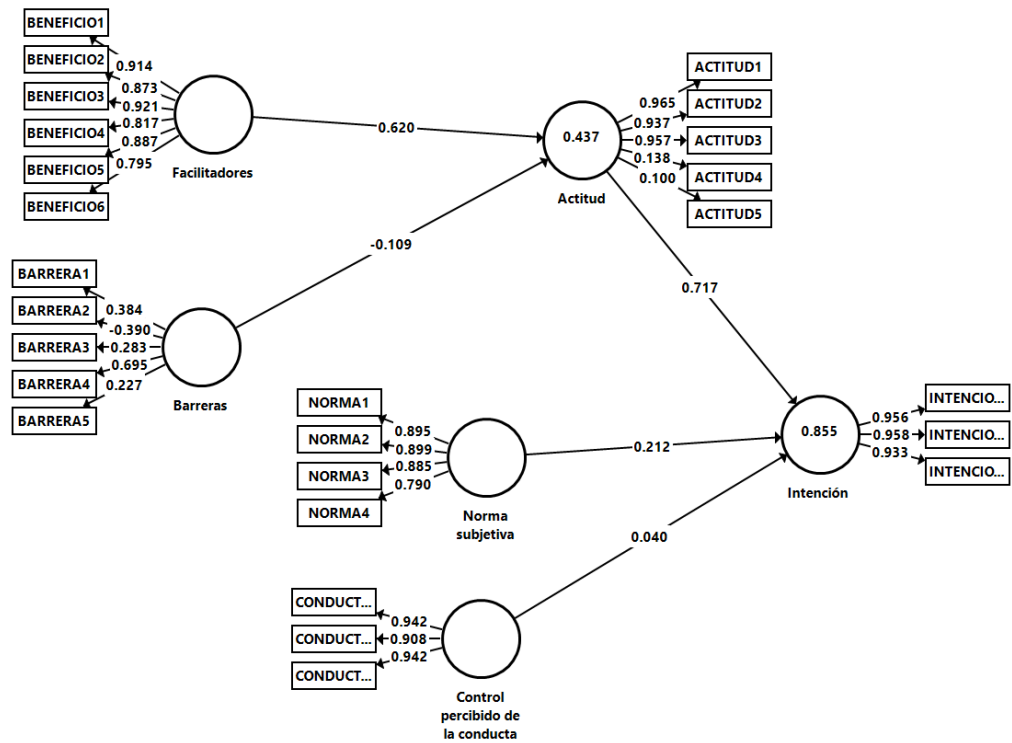 BENEFICIO1
BENEFICIO2
BENEFICIO3
BENEFICIO4
BENEFICIO5
BENEFICIO6
0.914
0.873
0.921
0.817
0.887
0.795
Facilitadores
0.620
BARRERA1
BARRERA2
BARRERA3
BARRERA4
BARRERA5
0.384
-0.390
0.283
0.695
0.227
Barreras
-0.109
0.437
Actitud
0.965
0.937
0.957
0.138
0.100
ACTITUD1
ACTITUD2
ACTITUD3
ACTITUD4
ACTITUD5
0.717
NORMA1
NORMA2
NORMA3
NORMA4
0.895
0.899
0.885
0.790
Norma
subjetiva
0.212
CONDUCT...
CONDUCT...
CONDUCT...
0.942
0.908
0.942
Control
percibido de
la conducta
0.040
0.855
Intención
0.956
0.958
0.933
INTENCIO...
INTENCIO...
INTENCIO...